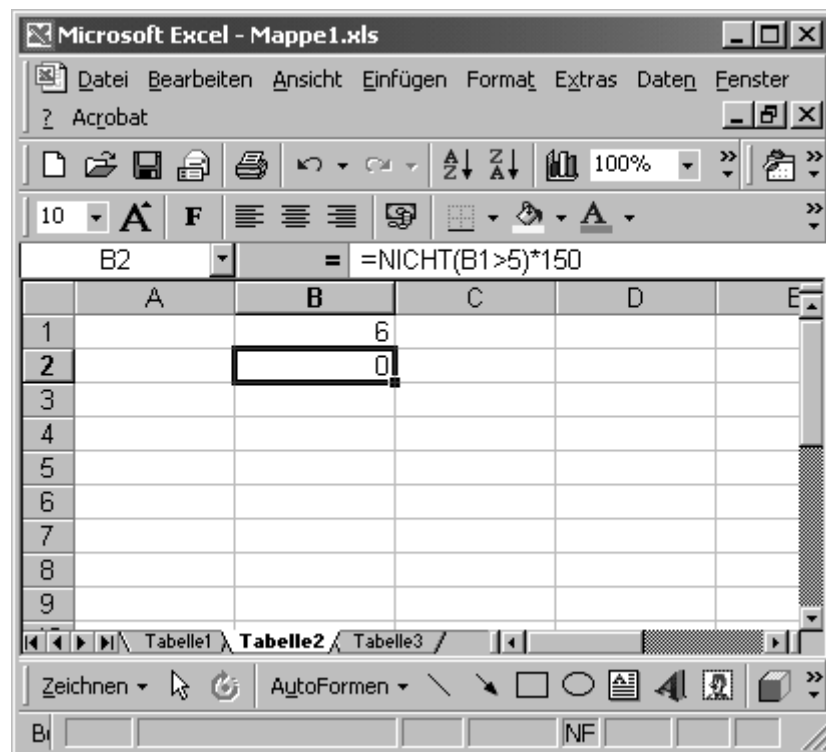 Microsoft Excel - Mappe1.xls
Datei Bearbeiten Ansicht Einfügen Format Extras Daten Fenster
? Acrobat
100%
10 A F A
B2 = =NICHT(B1>5)*150
A B C D E
1 6
2 0
3
4
5
6
7
8
9
Tabelle1 Tabelle2 Tabelle3
Zeichnen AutoFormen
NF